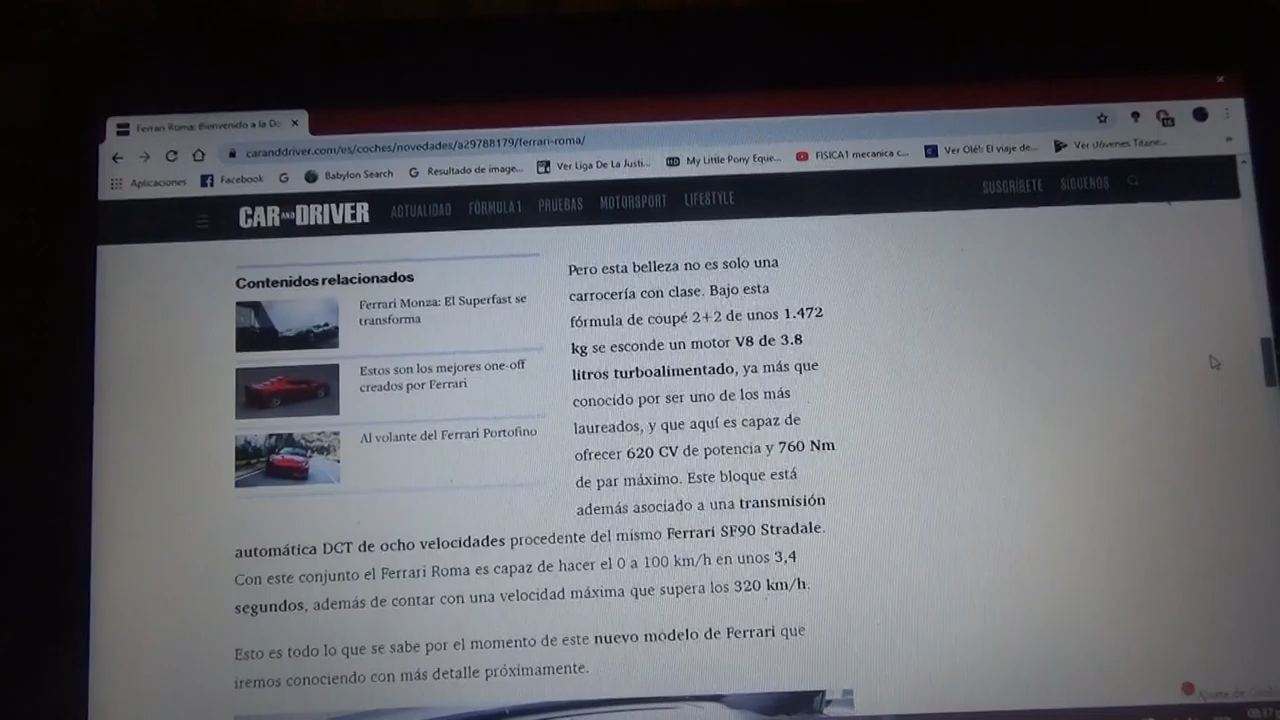 Ferrari Roma: Bienvenido a la Do
caranddriver.com/es/coches/novedades/a29788179/ferrari-roma/
Aplicaciones Facebook Babylon Search Resultado de image... Ver Liga De La Justi... My Little Pony Eque... FISICA1 mecanica c... Ver Olé!: El viaje de... Ver ¡Jóvenes Titane...
CAR AND DRIVER ACTUALIDAD FÓRMULA 1 PRUEBAS MOTORSPORT LIFESTYLE SUSCRÍBETE SÍGUENOS
Contenidos relacionados
Ferrari Monza: El Superfast se
transforma
Estos son los mejores one-off
creados por Ferrari
Al volante del Ferrari Portofino
Pero esta belleza no es solo una
carrocería con clase. Bajo esta
fórmula de coupé 2+2 de unos 1.472
kg se esconde un motor V8 de 3.8
litros turboalimentado, ya más que
conocido por ser uno de los más
laureados, y que aquí es capaz de
ofrecer 620 CV de potencia y 760 Nm
de par máximo. Este bloque está
además asociado a una transmisión
automática DCT de ocho velocidades procedente del mismo Ferrari SF90 Stradale.
Con este conjunto el Ferrari Roma es capaz de hacer el 0 a 100 km/h en unos 3,4
segundos, además de contar con una velocidad máxima que supera los 320 km/h.
Esto es todo lo que se sabe por el momento de este nuevo modelo de Ferrari que
iremos conociendo con más detalle próximamente.